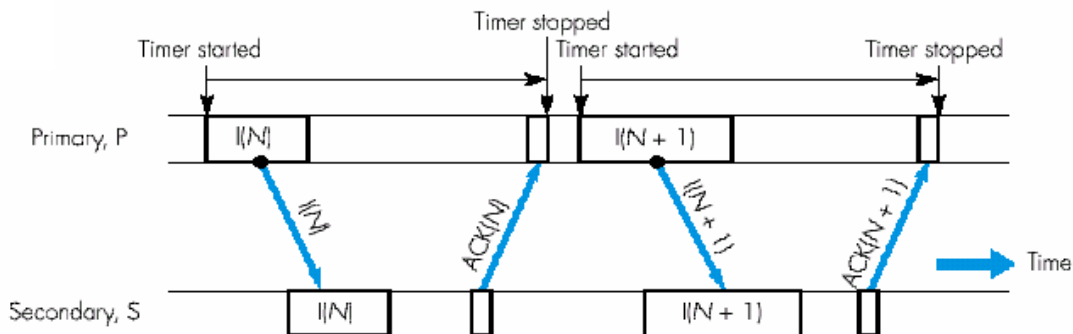 Timer stopped
Timer started
Timer started
Timer stopped
Primary, P
I(N)
I(N + 1)
I(N)
ACK(N)
I(N + 1)
ACK(N + 1)
Time
Secondary, S
I(N)
I(N + 1)